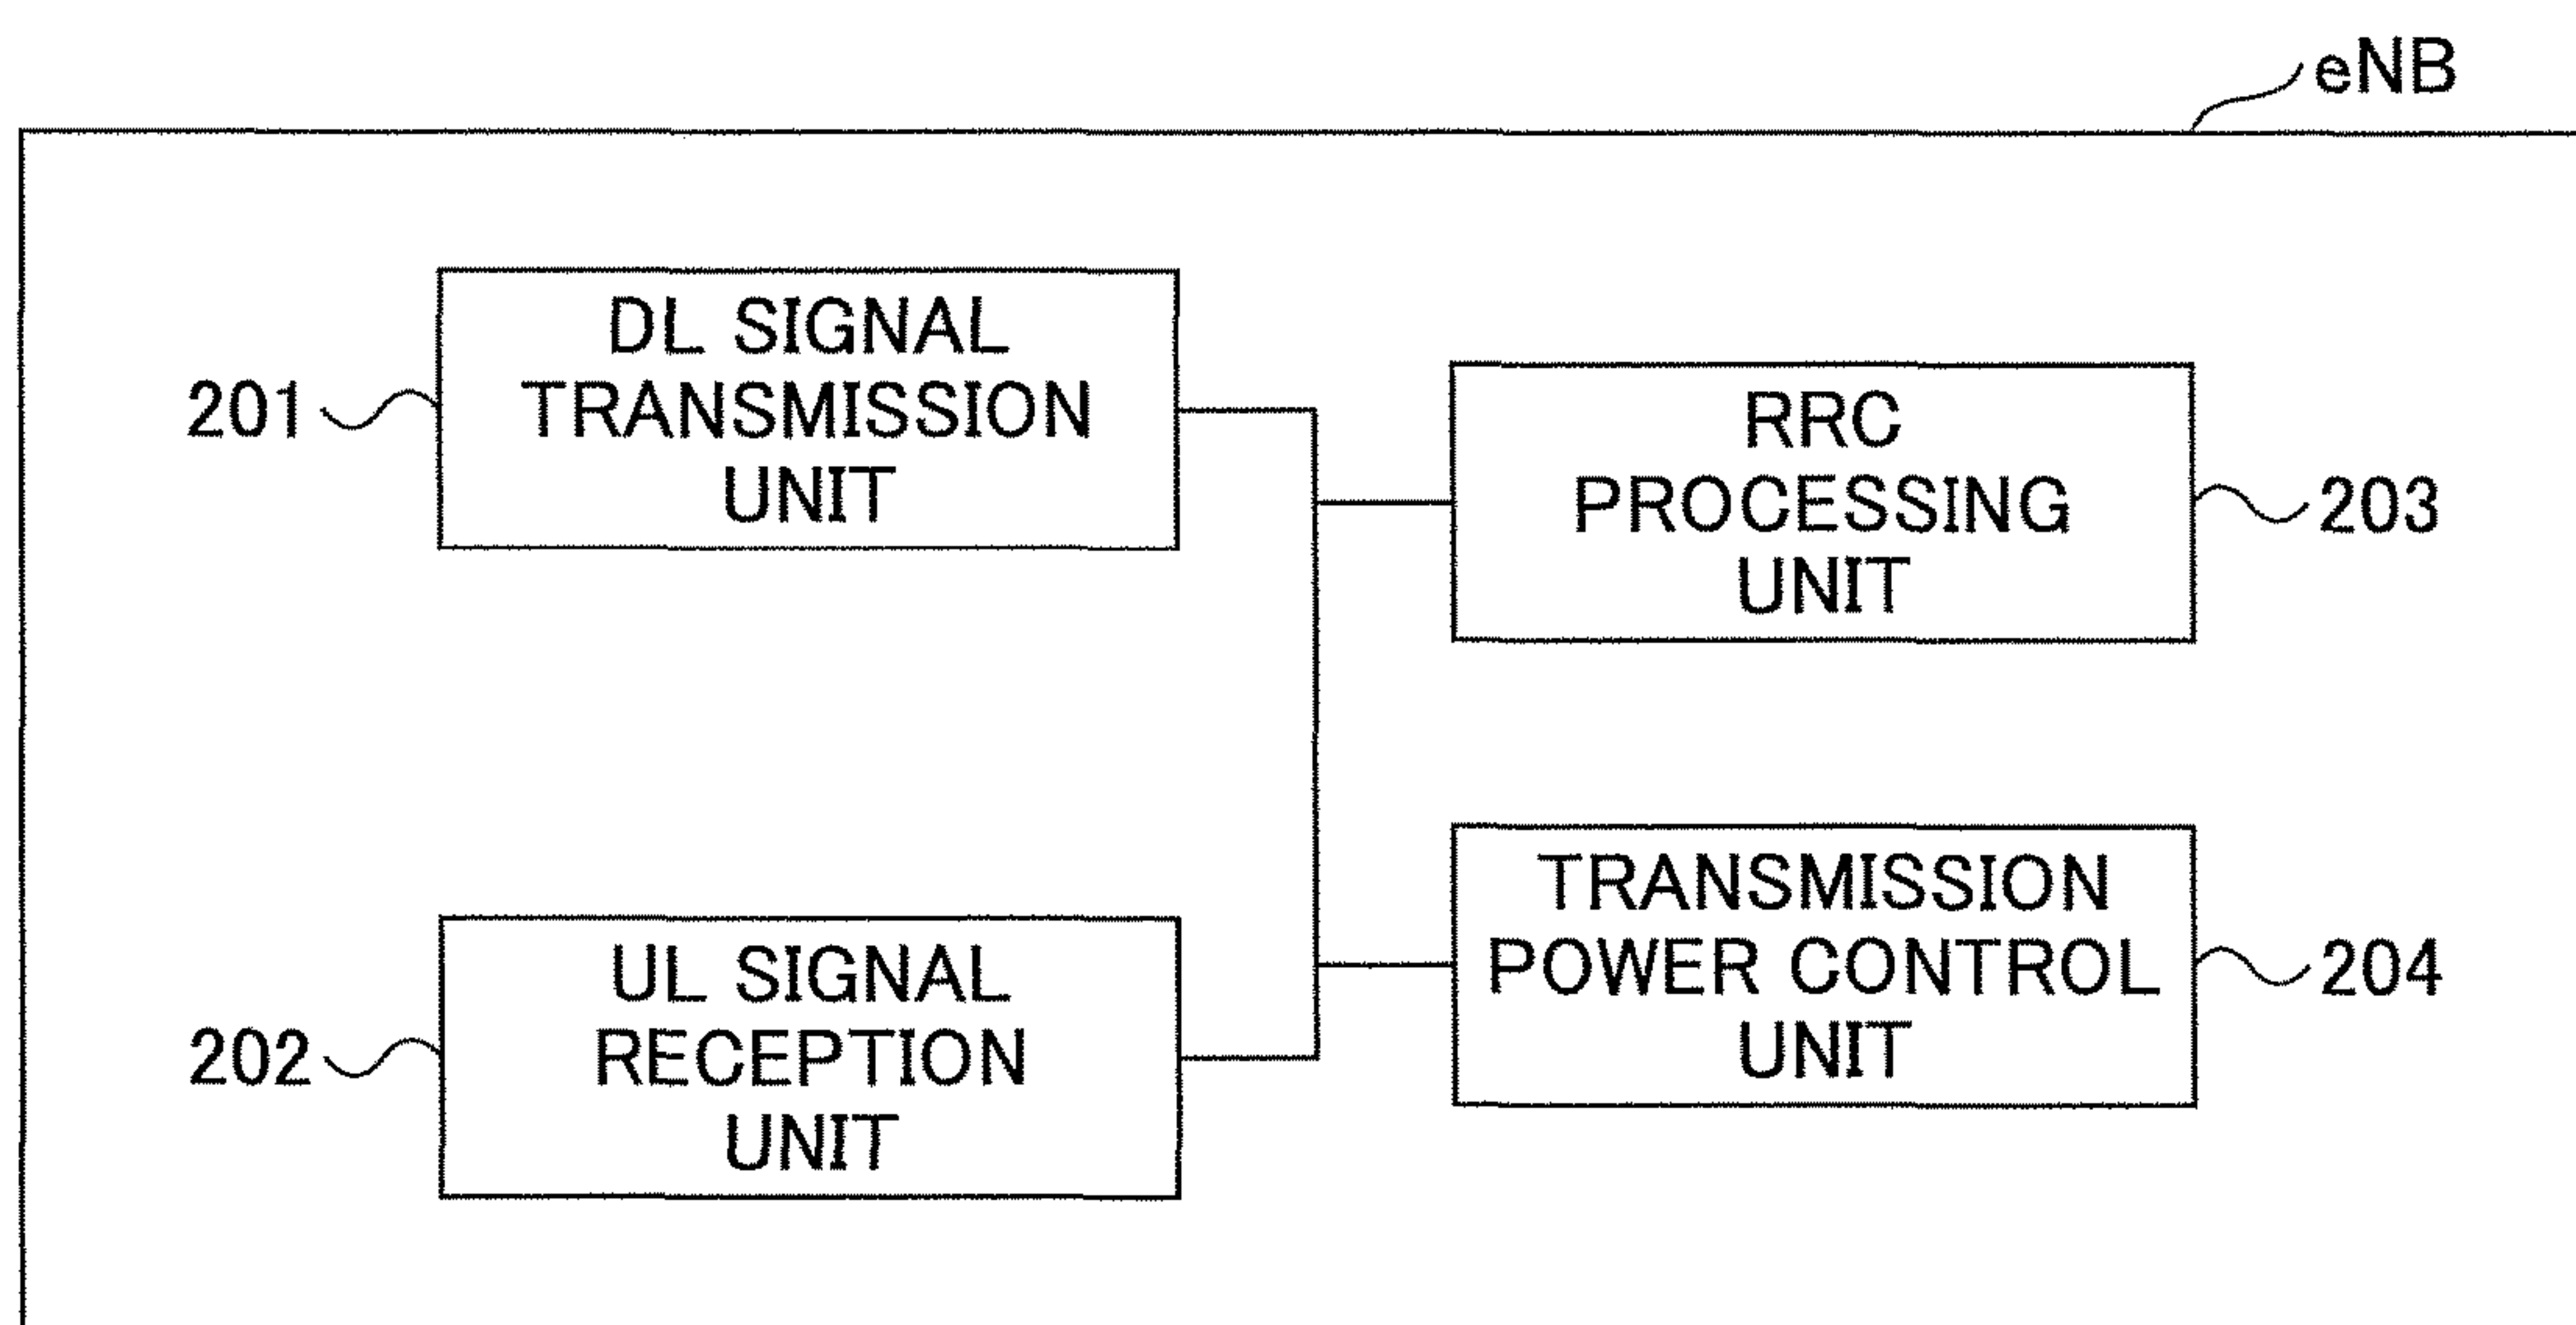 eNB
201
DL SIGNAL
TRANSMISSION
UNIT
RRC
PROCESSING
UNIT
203
202
UL SIGNAL
RECEPTION
UNIT
TRANSMISSION
POWER CONTROL
UNIT
204